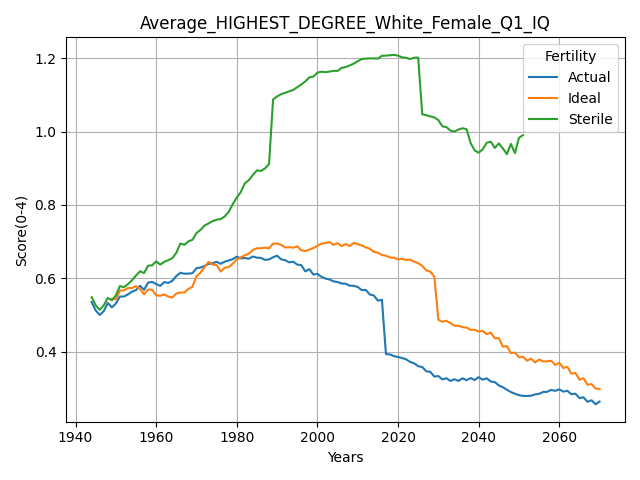 Average_HIGHEST_DEGREE_White_Female_Q1_IQ
Fertility
Actual
Ideal
Sterile
Score(0-4)
1.2
1.0
0.8
0.6
0.4
1940 1960 1980 2000 2020 2040 2060
Years